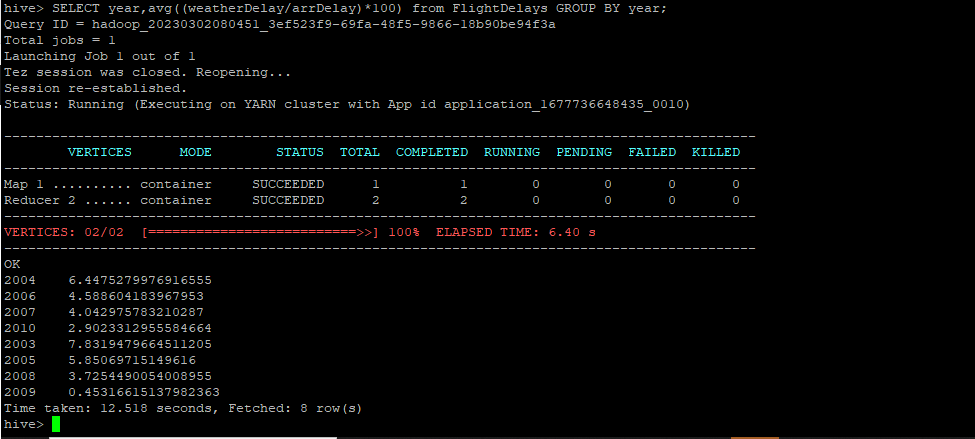 hive> SELECT year,avg((weatherDelay/arrDelay)*100) from FlightDelays GROUP BY year;
Query ID = hadoop_20230302080451_3ef523f9-69fa-48f5-9866-18b90be94f3a
Total jobs = 1
Launching Job 1 out of 1
Tez session was closed. Reopening...
Session re-established.
Status: Running (Executing on YARN cluster with App id application_1677736648435_0010)
----------------------------------------------------------------------------------------------
VERTICES MODE STATUS TOTAL COMPLETED RUNNING PENDING FAILED KILLED
----------------------------------------------------------------------------------------------
Map 1 .......... container SUCCEEDED 1 1 0 0 0 0
Reducer 2 ...... container SUCCEEDED 2 2 0 0 0 0
----------------------------------------------------------------------------------------------
VERTICES: 02/02 [==========================>>] 100% ELAPSED TIME: 6.40 s
----------------------------------------------------------------------------------------------
OK
2004 6.4475279976916555
2006 4.588604183967953
2007 4.042975783210287
2010 2.9023312955584664
2003 7.8319479664511205
2005 5.85069715149616
2008 3.7254490054008955
2009 0.45316615137982363
Time taken: 12.518 seconds, Fetched: 8 row(s)
hive>